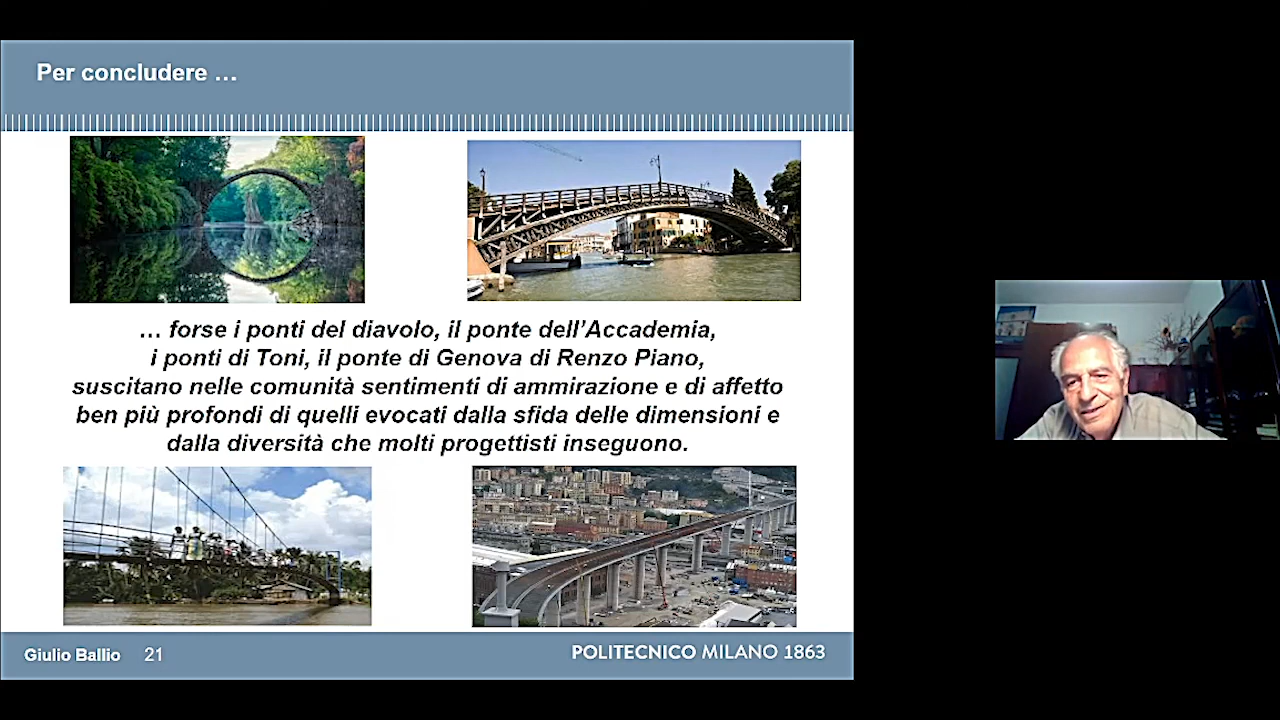 Per concludere …
… forse i ponti del diavolo, il ponte dell’Accademia,
i ponti di Toni, il ponte di Genova di Renzo Piano,
suscitano nelle comunità sentimenti di ammirazione e di affetto
ben più profondi di quelli evocati dalla sfida delle dimensioni e
dalla diversità che molti progettisti inseguono.
Giulio Ballio 21
POLITECNICO MILANO 1863